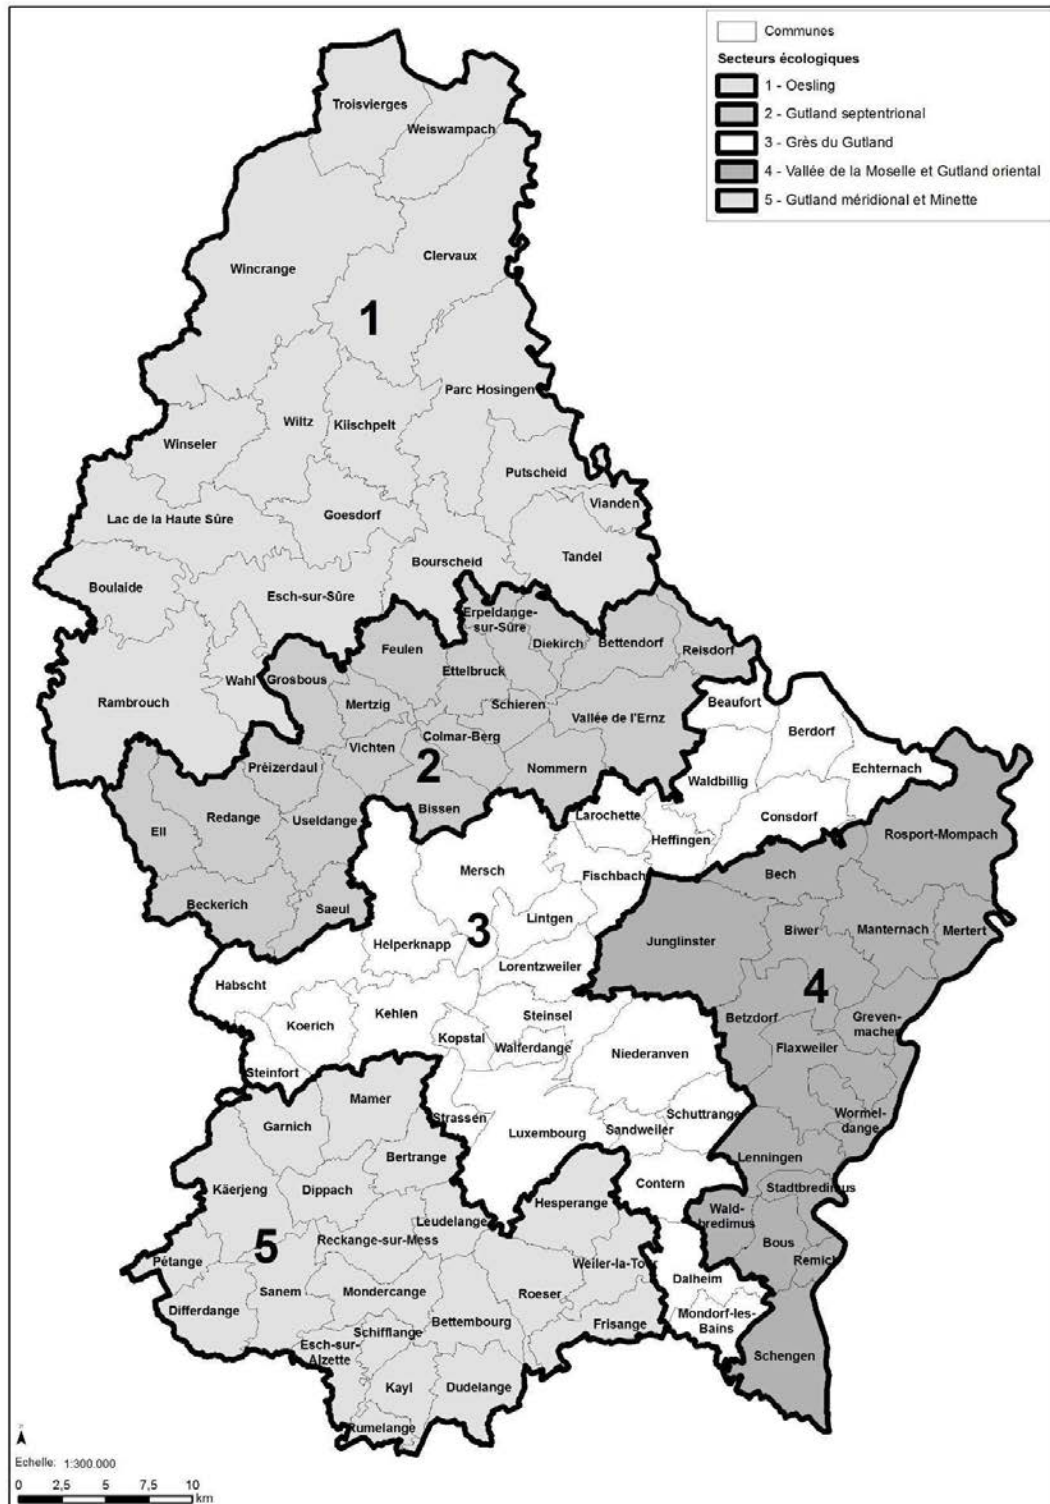 Communes
Secteurs écologiques
1 - Oesling
2 - Gutland septentrional
3 - Grès du Gutland
4 - Vallée de la Moselle et Gutland oriental
5 - Gutland méridional et Minette
Troisvierges
Weiswampach
Clervaux
Wincrange
1
Parc Hosingen
Wiltz
Kiischpelt
Winseler
Putscheid
Vianden
Goesdorf
Lac de la Haute Sûre
Tandel
Bourscheid
Boulaide
Esch-sur-Sûre
Erpeldange-
sur-Sûre
Diekirch
Bettendorf
Feulen
Reisdorf
Ettelbruck
Wahl
Grosbous
Rambrouch
Mertzig
Schieren
Beaufort
Vallée de l'Ernz
Berdorf
Colmar-Berg
Vichten
2
Préizerdaul
Nommern
Echternach
Waldbillig
Bissen
Larochette
Consdorf
Redange
Useldange
Ell
Rosport-Mompach
Heffingen
Mersch
Fischbach
Bech
Beckerich
Saeul
Lintgen
3
Biwer
Manternach
Mertert
Helperknapp
Junglinster
Lorentzweiler
Habscht
4
Kehlen
Steinsel
Betzdorf
Greven-
macher
Koerich
Kopstal
Walferdange
Flaxweiler
Niederanven
Steinfort
Mamer
Garnich
Strassen
Schuttrange
Wormel-
dange
Luxembourg
Sandweiler
Bertrange
Lenningen
Contern
Käerjeng
Dippach
Stadtbredimus
Hesperange
Wald-
bredimus
Leudelange
5
Reckange-sur-Mess
Bous
Pétange
Weiler-la-Tour
Remich
Dalheim
Sanem
Mondercange
Roeser
Differdange
Bettembourg
Mondorf-les-
Bains
Frisange
Schifflange
Esch-sur-
Alzette
Schengen
Kayl
Dudelange
Rumelange
Echelle: 1:300.000
0 2,5 5 7,5 10
km